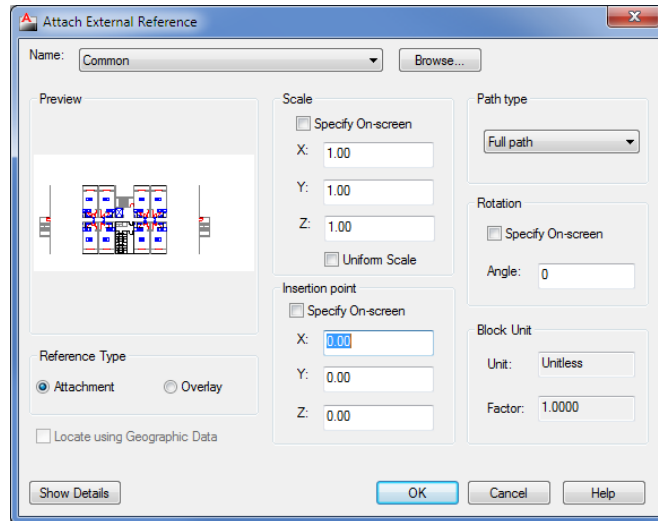 Attach External Reference
Name: Common Browse...
Preview
Scale
Specify On-screen
X: 1.00
Y: 1.00
Z: 1.00
Uniform Scale
Path type
Full path
Rotation
Specify On-screen
Angle: 0
Insertion point
Specify On-screen
X: 0.00
Y: 0.00
Z: 0.00
Block Unit
Unit: Unitless
Factor: 1.0000
Reference Type
Attachment Overlay
Locate using Geographic Data
Show Details OK Cancel Help